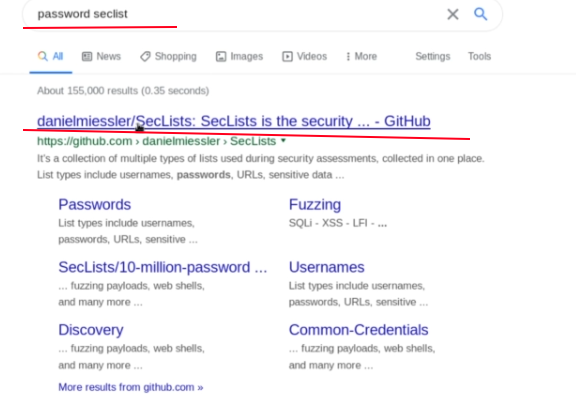 password seclist
All News Shopping Images Videos More Settings Tools
About 155,000 results (0.35 seconds)
danielmiessler/SecLists: SecLists is the security ... - GitHub
https://github.com › danielmiessler › SecLists
It's a collection of multiple types of lists used during security assessments, collected in one place.
List types include usernames, passwords, URLs, sensitive data ...
Passwords
List types include usernames,
passwords, URLs, sensitive ...
Fuzzing
SQLi - XSS - LFI - ...
SecLists/10-million-password ...
... fuzzing payloads, web shells,
and many more ...
Usernames
List types include usernames,
passwords, URLs, sensitive ...
Discovery
... fuzzing payloads, web shells,
and many more ...
Common-Credentials
... fuzzing payloads, web shells,
and many more ...
More results from github.com »